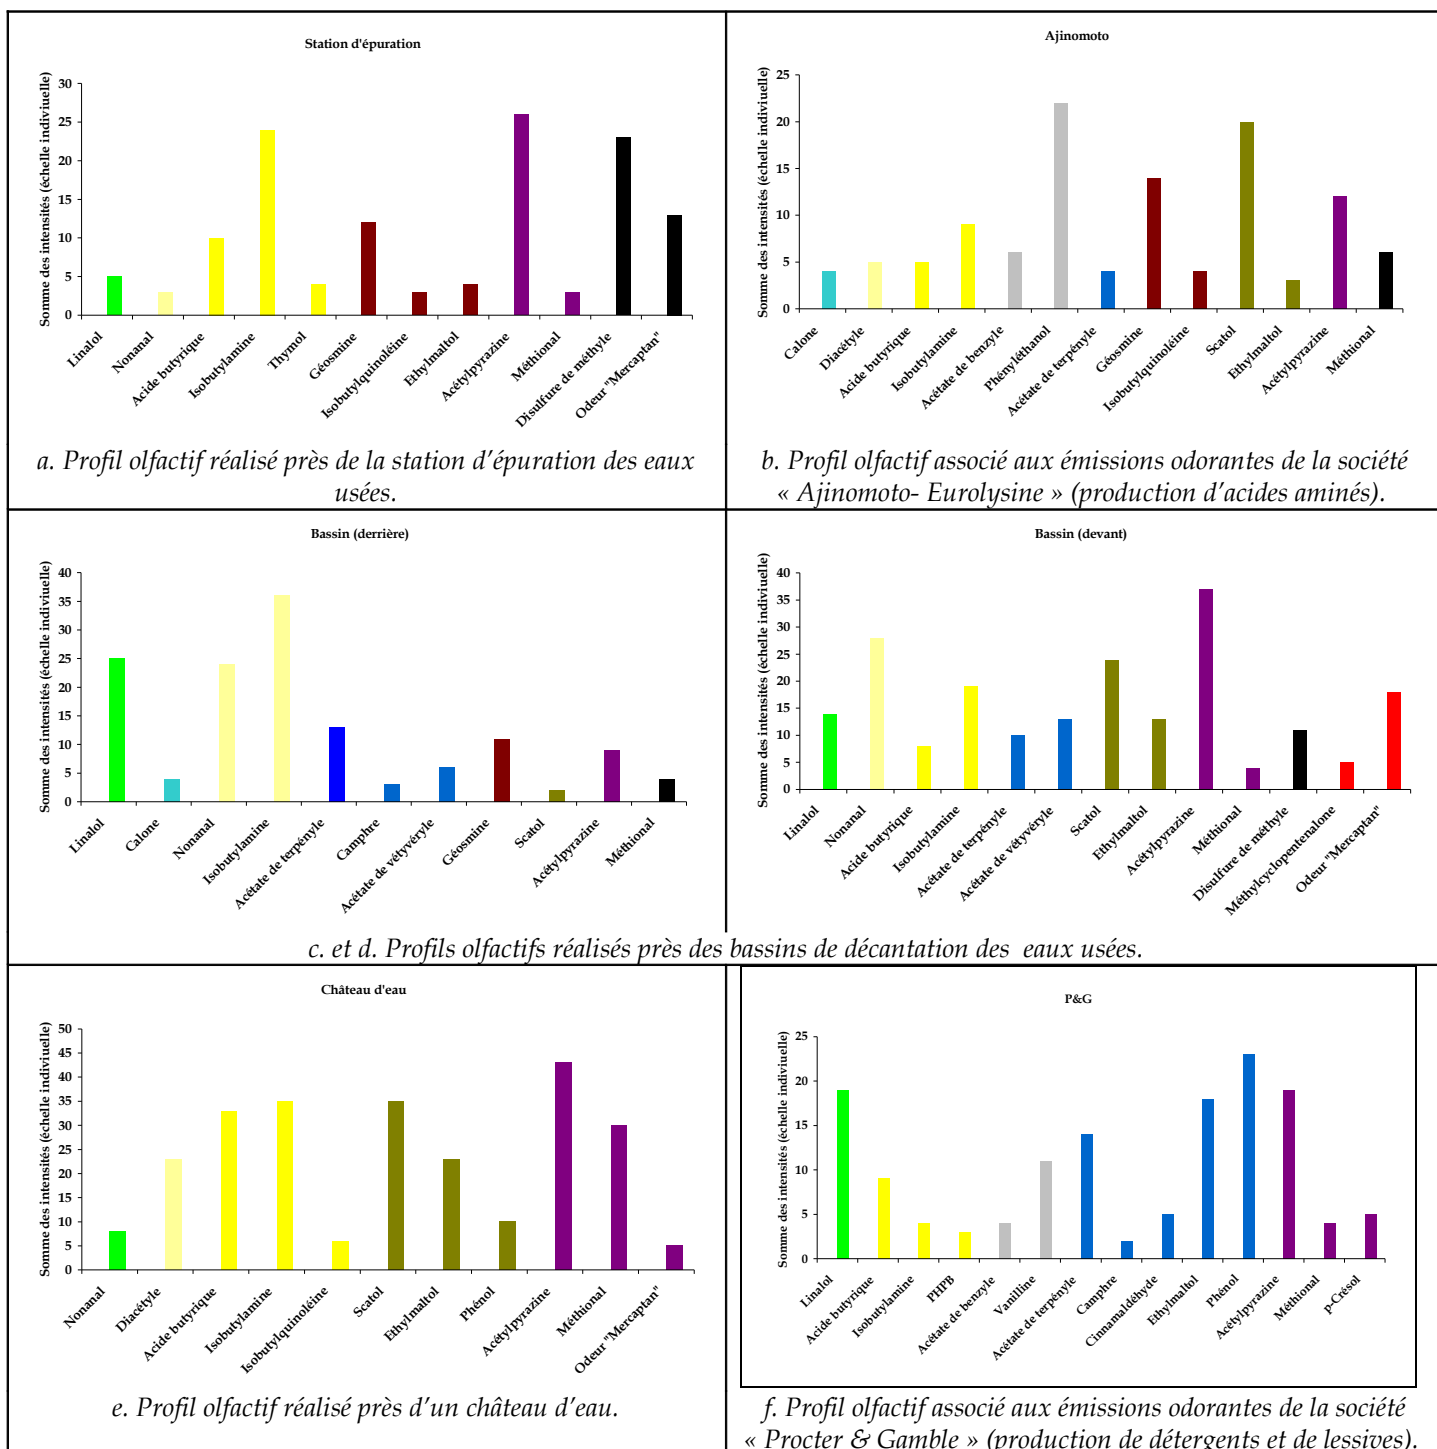 Station d'épuration
Somme des intensités (échelle indiviuelle)
30
25
20
15
10
5
0
Linalol
Nonanal
Acide butyrique
Isobutylamine
Thymol
Géosmine
Isobutylquinoléine
Ethylmaltol
Acétylpyrazine
Méthional
Disulfure de méthyle
Odeur "Mercaptan"
a. Profil olfactif réalisé près de la station d'épuration des eaux
usées.
Ajinomoto
Somme des intensités (échelle indiviuelle)
25
20
15
10
5
0
Calone
Diacétyle
Acide butyrique
Isobutylamine
Acétate de benzyle
Phényléthanol
Acétate de terpényle
Géosmine
Isobutylquinoléine
Scatol
Ethylmaltol
Acétylpyrazine
Méthional
b. Profil olfactif associé aux émissions odorantes de la société
« Ajinomoto- Eurolysine » (production d'acides aminés).
Bassin (derrière)
Somme des intensités (échelle indiviuelle)
40
35
30
25
20
15
10
5
0
Linalol
Calone
Nonanal
Isobutylamine
Acétate de terpényle
Camphre
Acétate de vétyvéryle
Géosmine
Scatol
Acétylpyrazine
Méthional
Bassin (devant)
Somme des intensités (échelle indiviuelle)
40
35
30
25
20
15
10
5
0
Linalol
Nonanal
Acide butyrique
Isobutylamine
Acétate de terpényle
Acétate de vétyvéryle
Scatol
Ethylmaltol
Acétylpyrazine
Méthional
Disulfure de méthyle
Méthylcyclopentenalone
Odeur "Mercaptan"
c. et d. Profils olfactifs réalisés près des bassins de décantation des eaux usées.
Château d'eau
Somme des intensités (échelle indiviuelle)
50
45
40
35
30
25
20
15
10
5
0
Nonanal
Diacétyle
Acide butyrique
Isobutylamine
Isobutylquinoléine
Scatol
Ethylmaltol
Phénol
Acétylpyrazine
Méthional
Odeur "Mercaptan"
e. Profil olfactif réalisé près d'un château d'eau.
P&G
Somme des intensités (échelle indiviuelle)
25
20
15
10
5
0
Linalol
Acide butyrique
Isobutylamine
PHPB
Acétate de benzyle
Vanilline
Acétate de terpényle
Camphre
Cinnamaldéhyde
Ethylmaltol
Phénol
Acétylpyrazine
Méthional
p-Crésol
f. Profil olfactif associé aux émissions odorantes de la société
« Procter & Gamble » (production de détergents et de lessives).